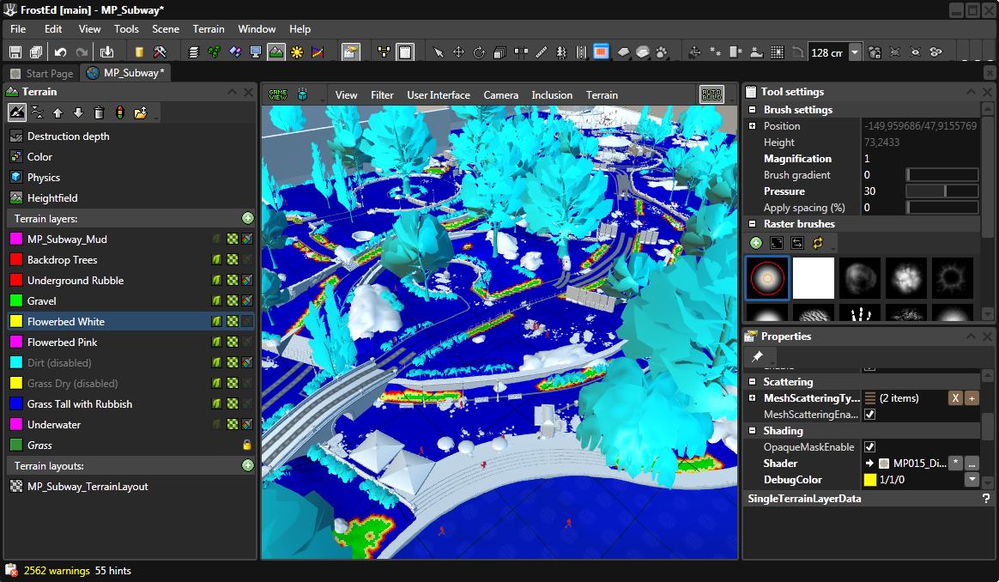 FrostEd [main] - MP_Subway*
File Edit View Tools Scene Terrain Window Help
128 cm
Start Page MP_Subway*
Terrain
Destruction depth
Color
Physics
Heightfield
Terrain layers:
MP_Subway_Mud
Backdrop Trees
Underground Rubble
Gravel
Flowerbed White
Flowerbed Pink
Dirt (disabled)
Grass Dry (disabled)
Grass Tall with Rubbish
Underwater
Grass
Terrain layouts:
MP_Subway_TerrainLayout
GAME VIEW View Filter User Interface Camera Inclusion Terrain AUTO BUILD
Tool settings
Brush settings
Position -149,959686/47,9155769
Height 73,2433
Magnification 1
Brush gradient 0
Pressure 30
Apply spacing (%) 0
Raster brushes
Properties
Scattering
MeshScatteringTy... (2 items) X +
MeshScatteringEna...
Shading
OpaqueMaskEnable
Shader MP015_Di... * ...
DebugColor 1/1/0
SingleTerrainLayerData ?
2562 warnings 55 hints